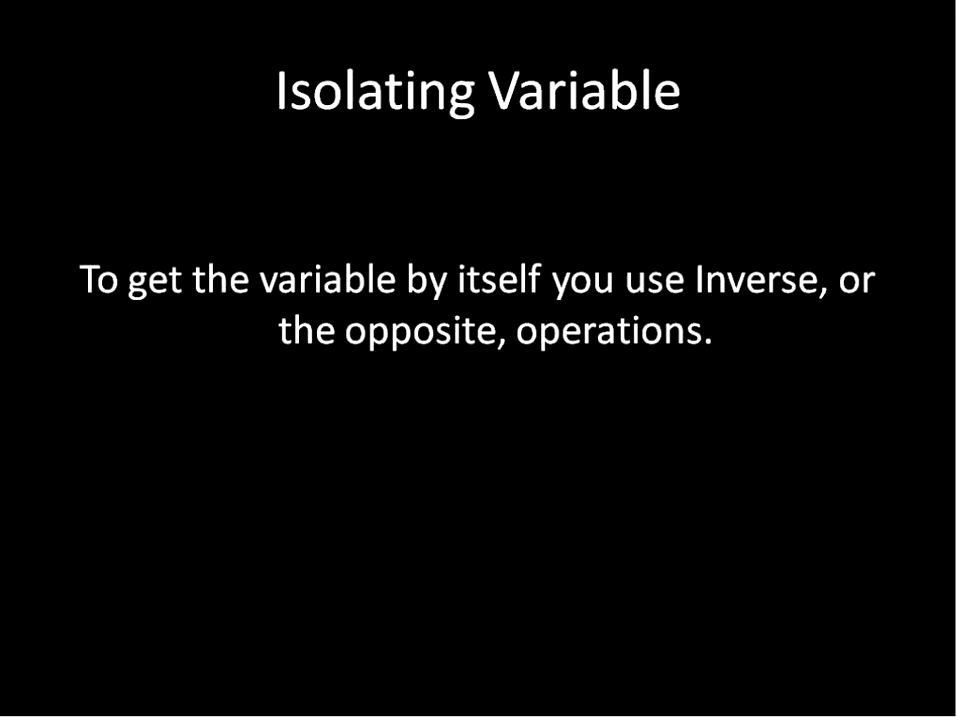 Isolating Variable
To get the variable by itself you use Inverse, or
the opposite, operations.